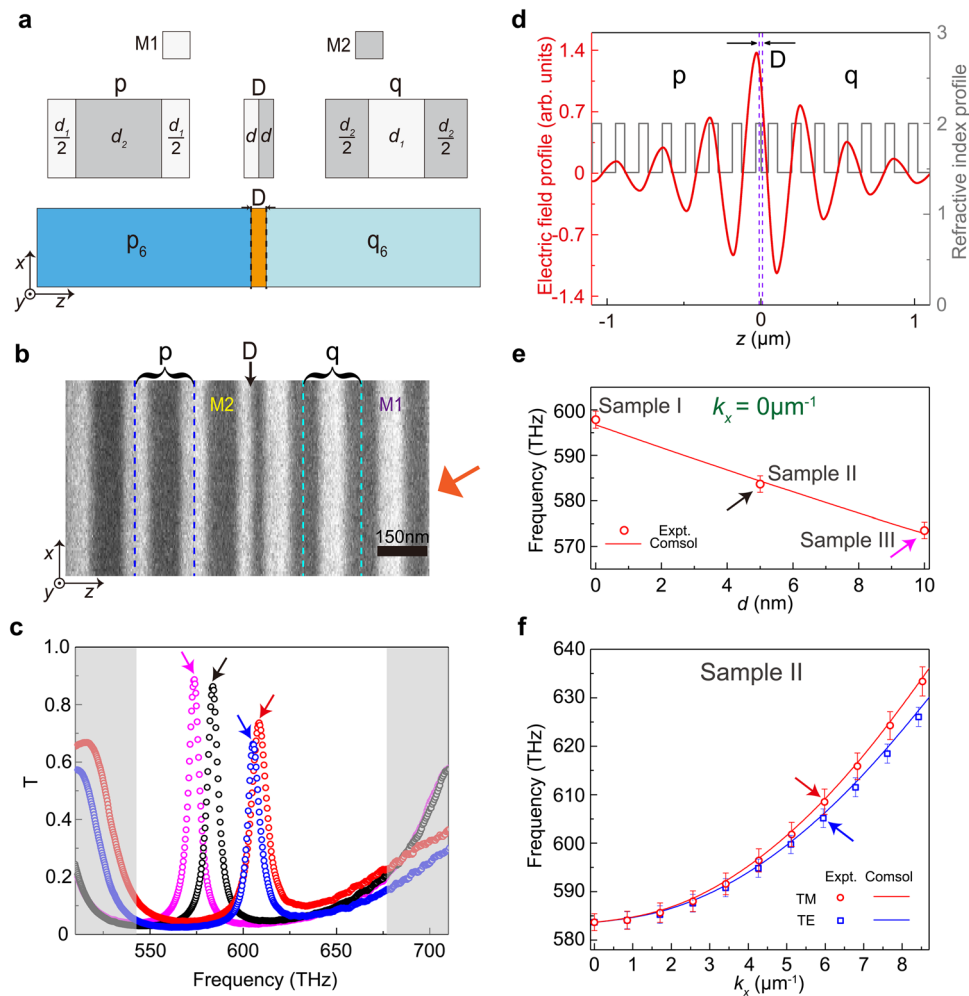 a
M1
M2
p
D
q
d₁/2
d₂
d₁/2
d
d
d₂/2
d₁
d₂/2
D
p₆
q₆
x
y
z
b
p
D
q
M2
M1
150nm
x
y
z
c
T
1.0
0.8
0.6
0.4
0.2
0
550
600
650
700
Frequency (THz)
d
Electric field profile (arb. units)
1.4
0.7
0
-0.7
-1.4
p
D
q
3
2
1
0
Refractive index profile
-1
0
1
z (µm)
e
Frequency (THz)
600
590
580
570
Sample I
kₓ = 0µm⁻¹
Sample II
Sample III
Expt.
Comsol
0
2
4
6
8
10
d (nm)
f
Frequency (THz)
640
630
620
610
600
590
580
Sample II
Expt. Comsol
TM
TE
0
1
2
3
4
5
6
7
8
kₓ (µm⁻¹)